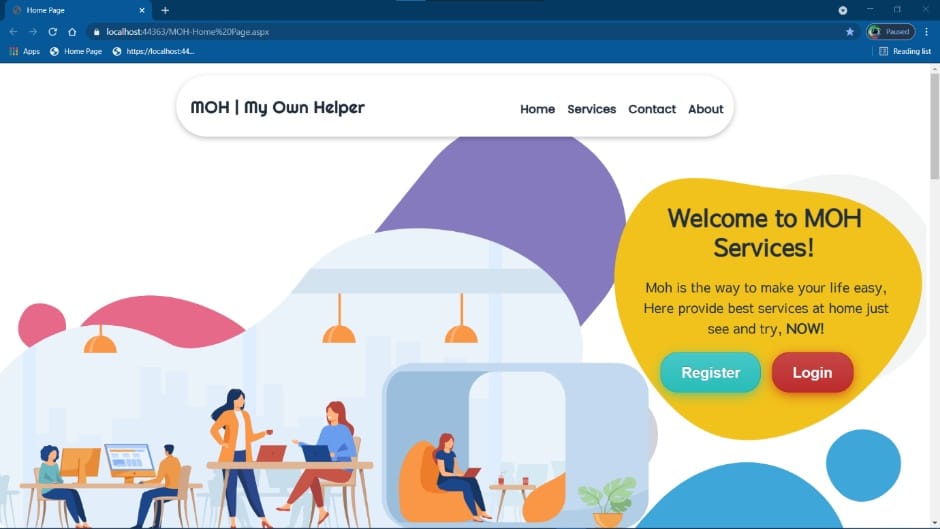 Home Page
localhost:44363/MOH-Home%20Page.aspx
Paused
Apps
Home Page
https://localhost:44...
Reading list
MOH | My Own Helper
Home
Services
Contact
About
Welcome to MOH
Services!
Moh is the way to make your life easy,
Here provide best services at home just
see and try, NOW!
Register
Login